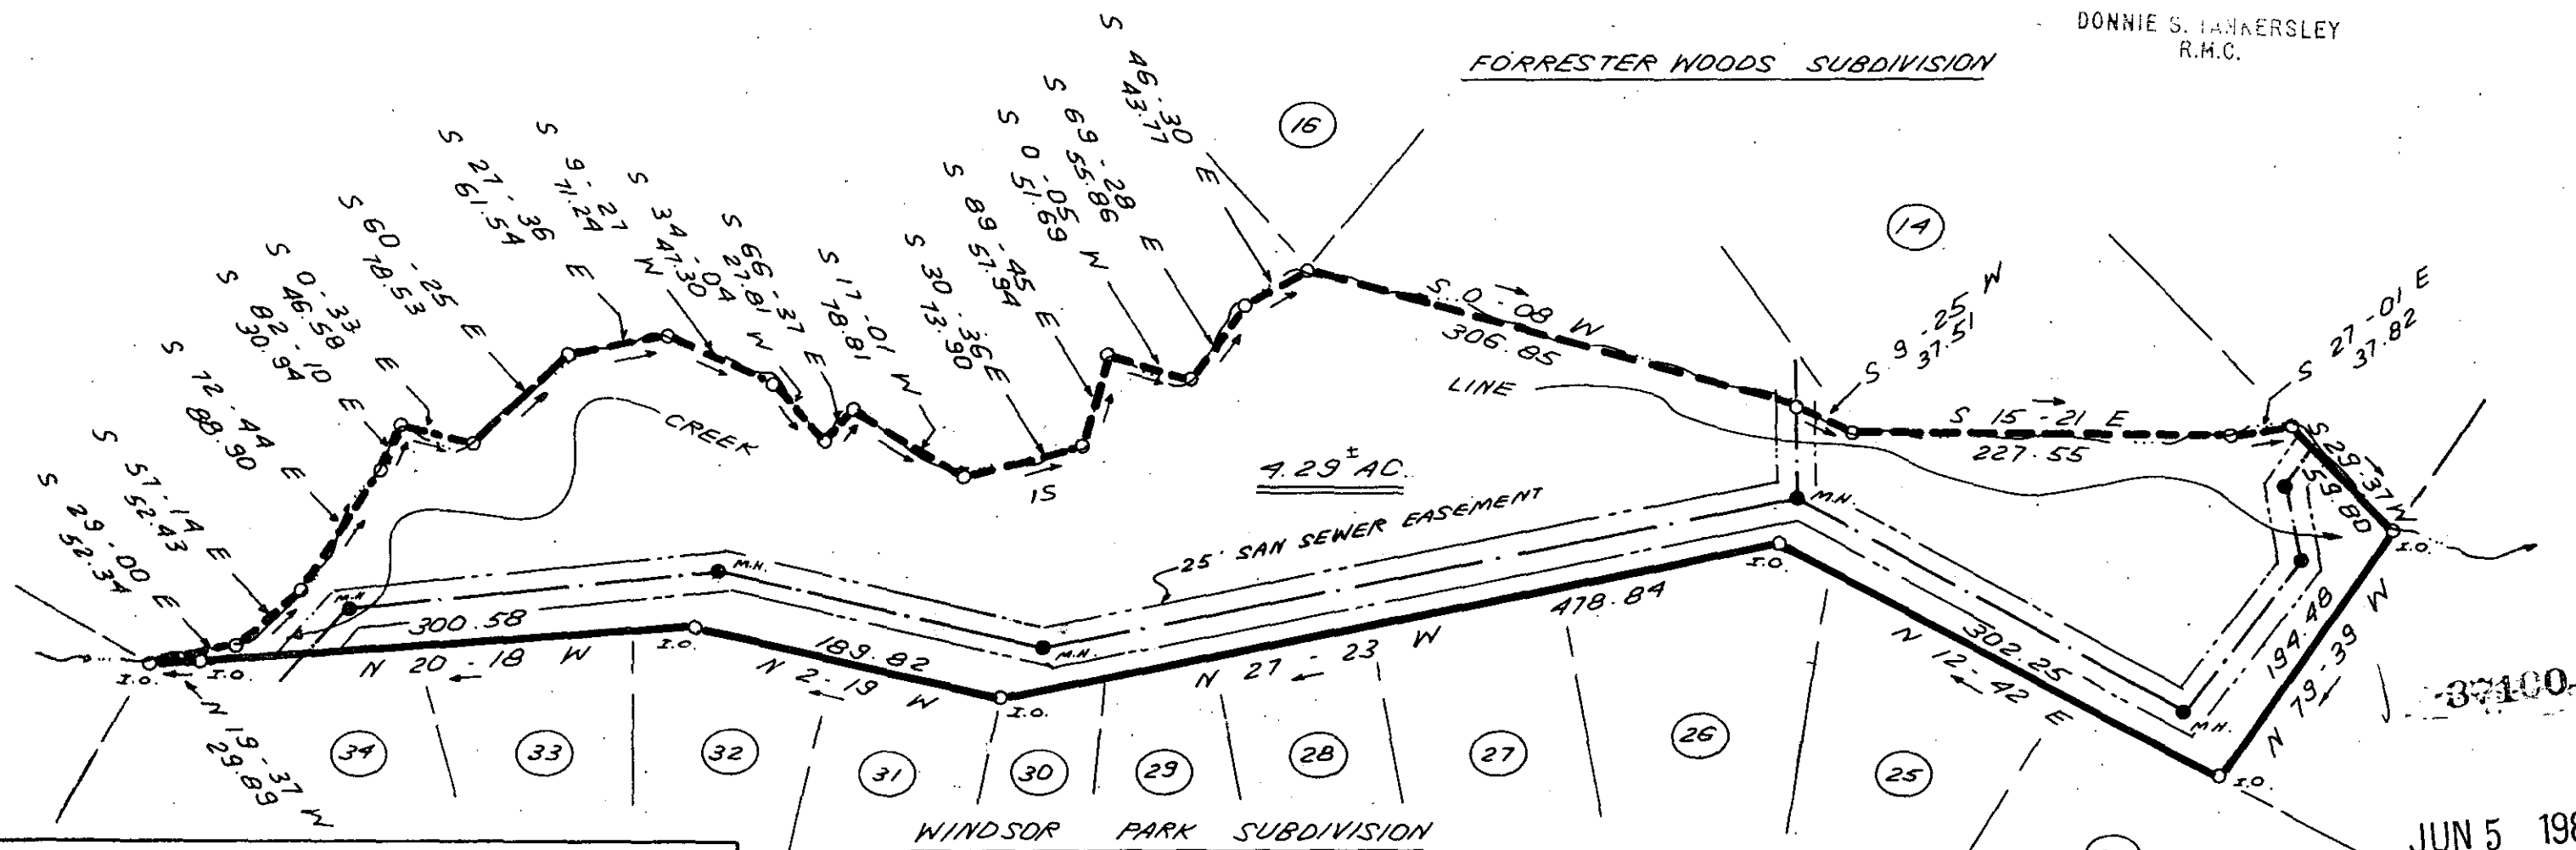 DONNIE S. TANKERSLEY
R.M.C.
FORRESTER WOODS SUBDIVISION
16
14
S 29-00 E
52.34
S 57-14 E
52.43
S 72-44 E
88.90
S 82-10 E
30.94
S 0-33 E
46.58
S 60-25 E
78.53
S 27-36 E
61.54
S 9-27 W
71.24
S 34-04 W
47.30
S 66-37 E
27.81
S 17-01 W
78.81
S 30-36 E
73.90
S 89-45 E
57.94
S 0-05 W
51.69
S 69-28 E
55.86
S 46-30 E
43.77
S 0-08 W
306.85
S 9-25 W
37.51
S 15-21 E
227.55
S 27-01 E
37.82
S 29-37 W
59.80
CREEK
IS
LINE
4.29± AC.
25' SAN SEWER EASEMENT
M.H.
M.H.
M.H.
M.H.
M.H.
I.O.
I.O.
I.O.
I.O.
I.O.
I.O.
I.O.
N 19-37 W
29.89
300.58
N 20-18 W
189.82
N 2-19 W
478.84
N 27-23 W
302.25
N 12-42 E
194.48
N 79-39 W
37100
34
33
32
31
30
29
28
27
26
25
WINDSOR PARK SUBDIVISION
JUN 5 198